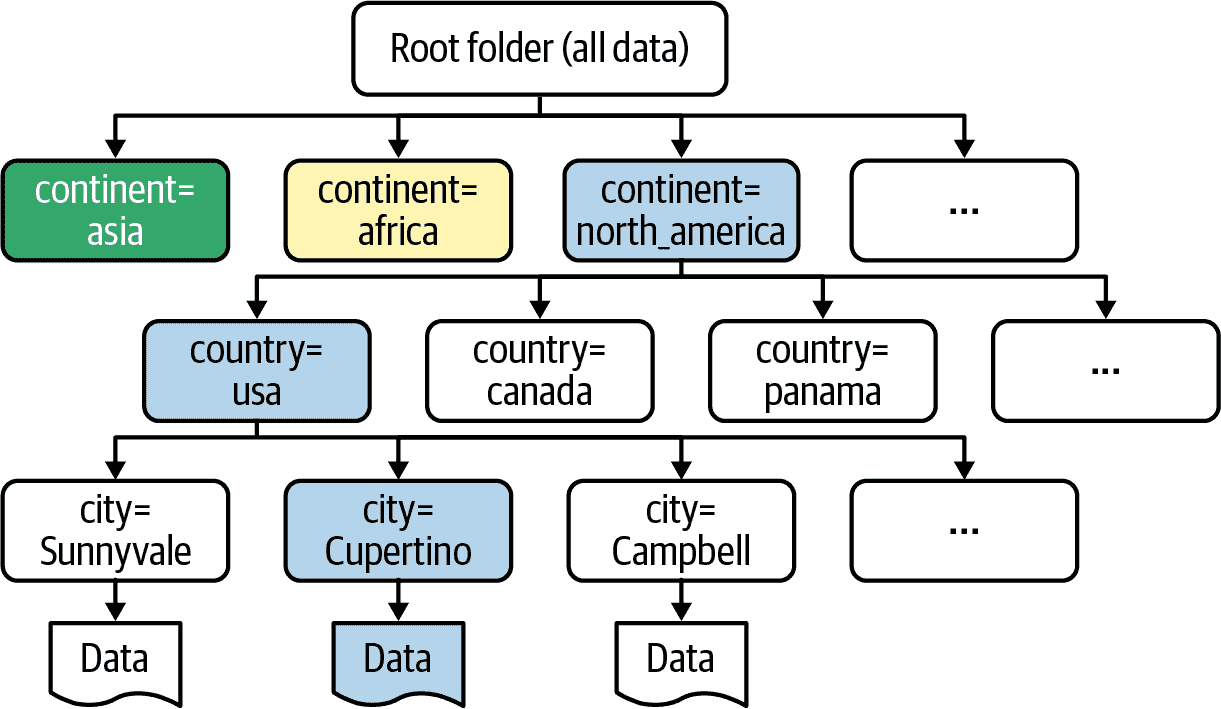 Root folder (all data)
continent=
asia
continent=
africa
continent=
north_america
...
country=
usa
country=
canada
country=
panama
...
city=
Sunnyvale
city=
Cupertino
city=
Campbell
...
Data
Data
Data